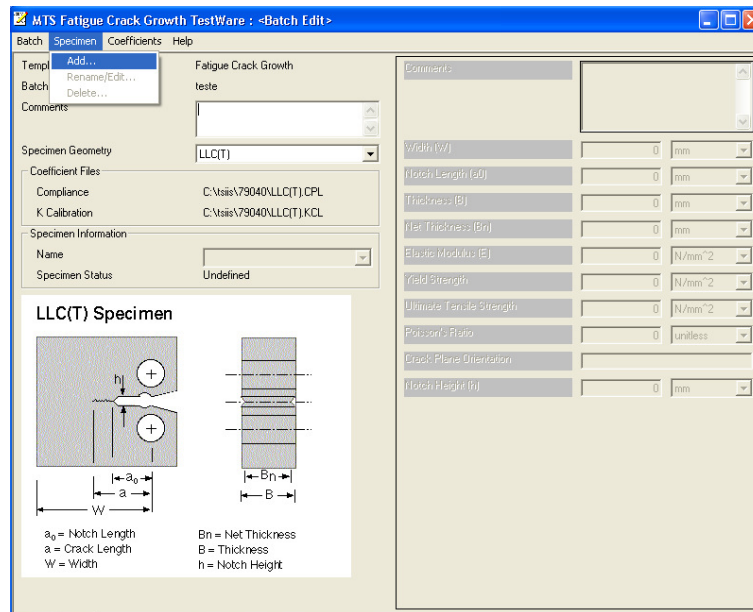 MTS Fatigue Crack Growth TestWare : <Batch Edit>
Batch Specimen Coefficients Help
Add...
Rename/Edit...
Delete...
Templ Fatigue Crack Growth
Batch teste
Comments
Specimen Geometry LLC(T)
Coefficient Files
Compliance C:\tsiis\79040\LLC(T).CPL
K Calibration C:\tsiis\79040\LLC(T).KCL
Specimen Information
Name
Specimen Status Undefined
LLC(T) Specimen
h
a₀
a
W
Bn
B
a₀ = Notch Length
a = Crack Length
W = Width
Bn = Net Thickness
B = Thickness
h = Notch Height
Comments
Width (W) 0 mm
Notch Length (a0) 0 mm
Thickness (B) 0 mm
Net Thickness (Bn) 0 mm
Elastic Modulus (E) 0 N/mm^2
Yield Strength 0 N/mm^2
Ultimate Tensile Strength 0 N/mm^2
Poisson's Ratio 0 unitless
Crack Plane Orientation
Notch Height (h) 0 mm